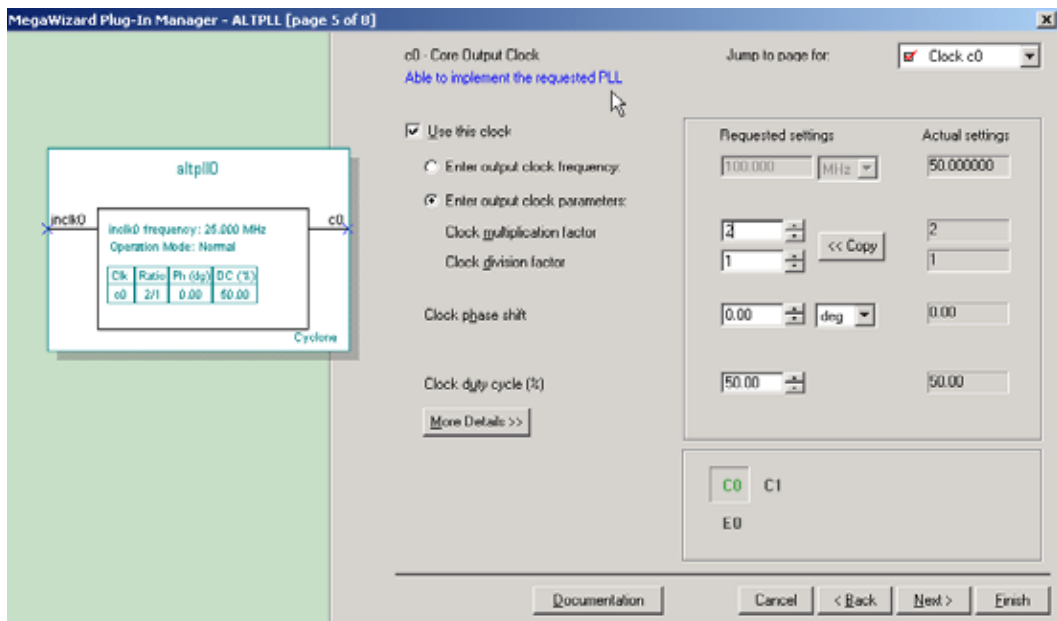 MegaWizard Plug-In Manager - ALTPLL [page 5 of 8]
c0 - Core Output Clock
Able to implement the requested PLL
Jump to page for:
Clock c0
Use this clock
Requested settings
Actual settings
Enter output clock frequency:
100.000
MHz
50.000000
Enter output clock parameters:
Clock multiplication factor
2
<< Copy
2
Clock division factor
1
1
Clock phase shift
0.00
deg
0.00
Clock duty cycle (%)
50.00
50.00
More Details >>
altpll0
inclk0
c0
inclk0 frequency: 25.000 MHz
Operation Mode: Normal
Clk Ratio Ph (dg) DC (%)
c0 2/1 0.00 50.00
Cyclone
C0 C1
E0
Documentation
Cancel
< Back
Next >
Finish